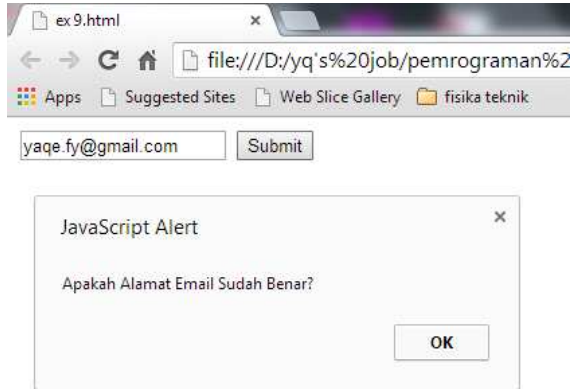 ex 9.html
file:///D:/yq's%20job/pemrograman%2
Apps Suggested Sites Web Slice Gallery fisika teknik
yaqe.fy@gmail.com Submit
JavaScript Alert
Apakah Alamat Email Sudah Benar?
OK